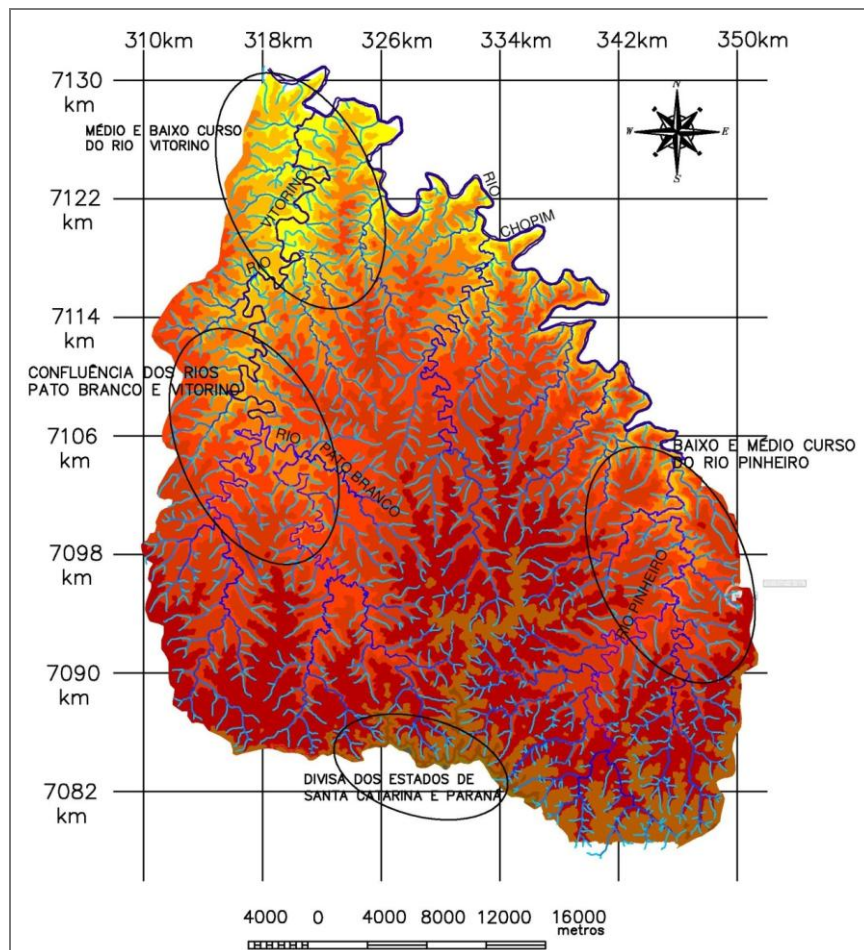 310km 318km 326km 334km 342km 350km
7130
km
N
W E
S
MÉDIO E BAIXO CURSO
DO RIO VITORINO
7122
km
RIO
VITORINO
RIO
CHOPIM
7114
km
CONFLUÊNCIA DOS RIOS
PATO BRANCO E VITORINO
7106
km
RIO
PATO BRANCO
BAIXO E MÉDIO CURSO
DO RIO PINHEIRO
7098
km
RIO PINHEIRO
7090
km
7082
km
DIVISA DOS ESTADOS DE
SANTA CATARINA E PARANÁ
4000 0 4000 8000 12000 16000
metros